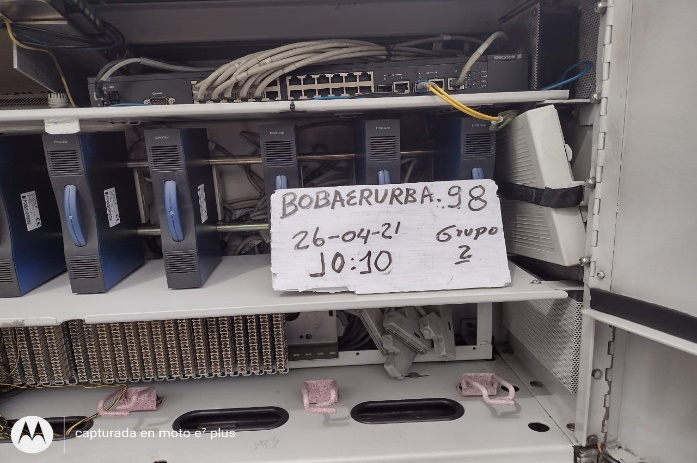 BOBAERURBA.98
26-04-21
Grupo
10:10
2
capturada en moto e⁷ plus